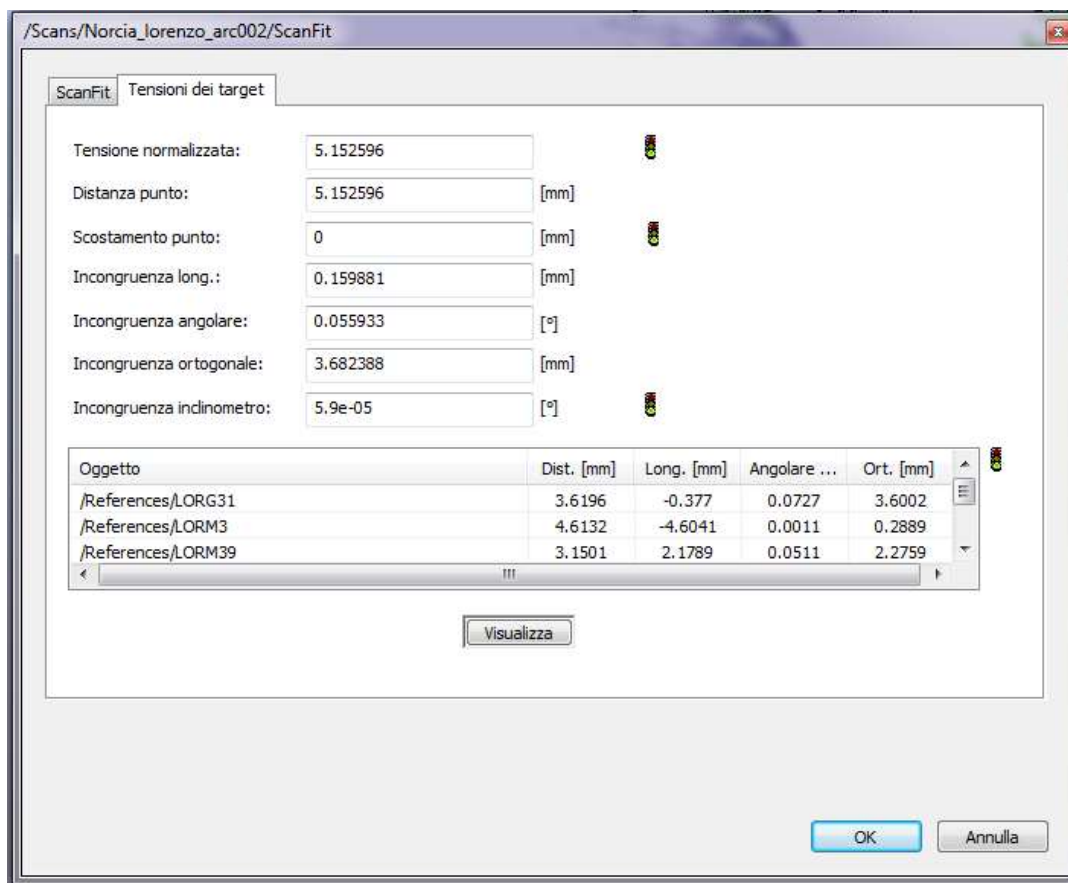 /Scans/Norcia_lorenzo_arc002/ScanFit
ScanFit Tensioni dei target
Tensione normalizzata: 5.152596
Distanza punto: 5.152596 [mm]
Scostamento punto: 0 [mm]
Incongruenza long.: 0.159881 [mm]
Incongruenza angolare: 0.055933 [º]
Incongruenza ortogonale: 3.682388 [mm]
Incongruenza inclinometro: 5.9e-05 [º]
Oggetto Dist. [mm] Long. [mm] Angolare ... Ort. [mm]
/References/LORG31 3.6196 -0.377 0.0727 3.6002
/References/LORM3 4.6132 -4.6041 0.0011 0.2889
/References/LORM39 3.1501 2.1789 0.0511 2.2759
Visualizza
OK Annulla